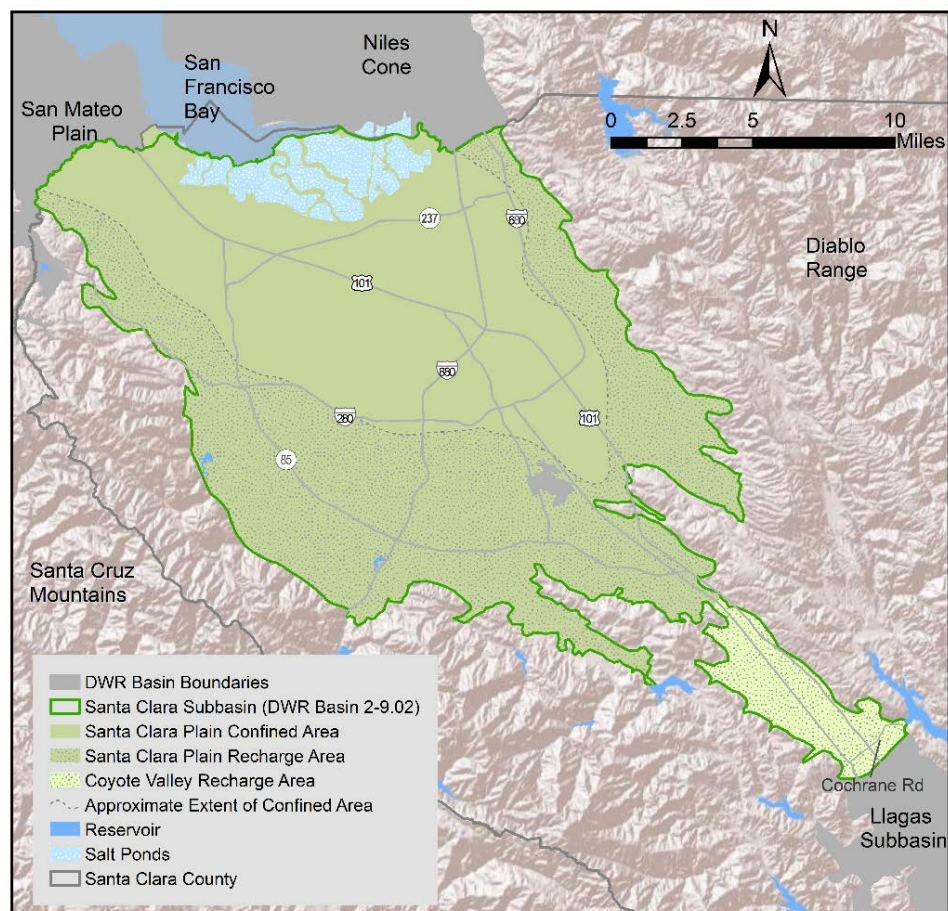 Niles
Cone
San
Francisco
Bay
San Mateo
Plain
N
0 2.5 5 10
Miles
237
680
Diablo
Range
101
880
280
101
85
Santa Cruz
Mountains
DWR Basin Boundaries
Santa Clara Subbasin (DWR Basin 2-9.02)
Santa Clara Plain Confined Area
Santa Clara Plain Recharge Area
Coyote Valley Recharge Area
Approximate Extent of Confined Area
Reservoir
Salt Ponds
Santa Clara County
Cochrane Rd
Llagas
Subbasin